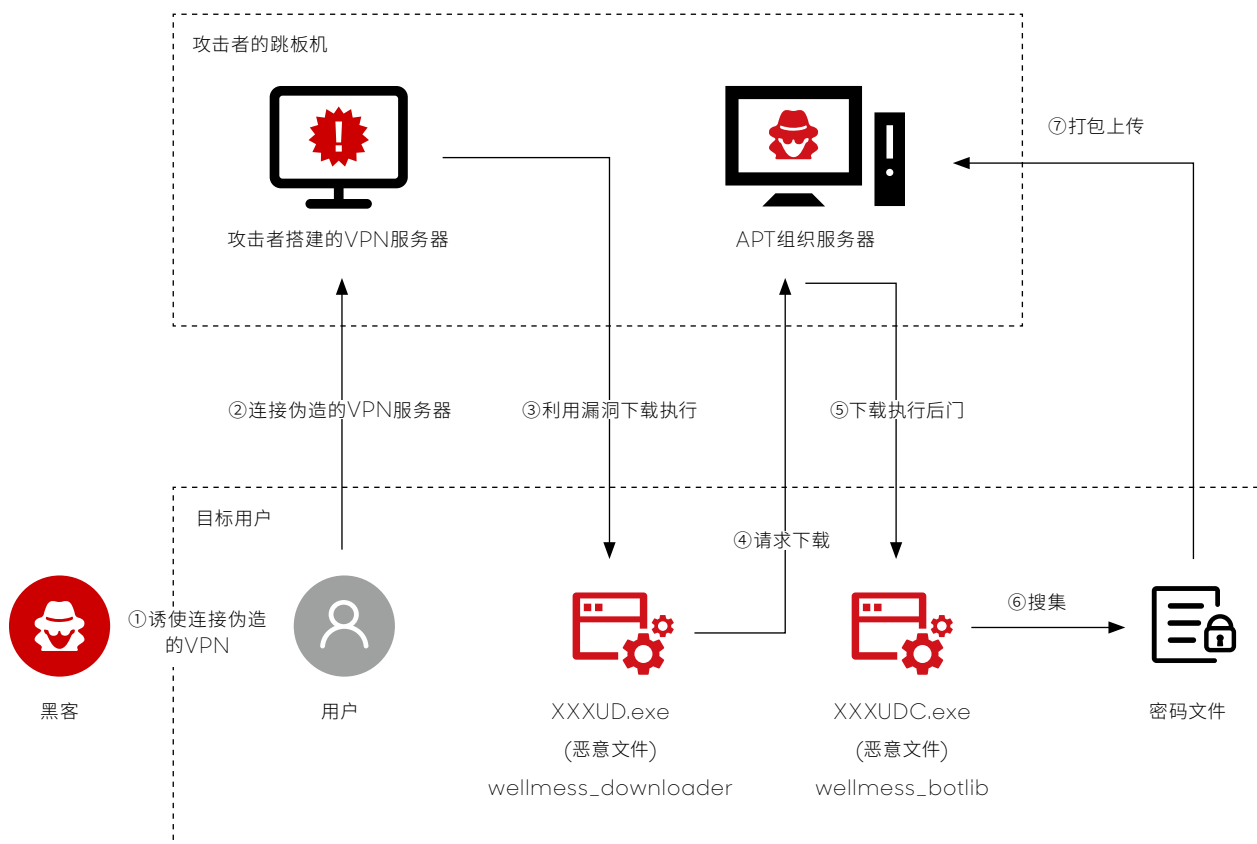 攻击者的跳板机
⑦打包上传
攻击者搭建的VPN服务器
APT组织服务器
②连接伪造的VPN服务器
③利用漏洞下载执行
⑤下载执行后门
目标用户
④请求下载
①诱使连接伪造
的VPN
⑥搜集
黑客
用户
XXXUD.exe
(恶意文件)
wellmess_downloader
XXXUDC.exe
(恶意文件)
wellmess_botlib
密码文件